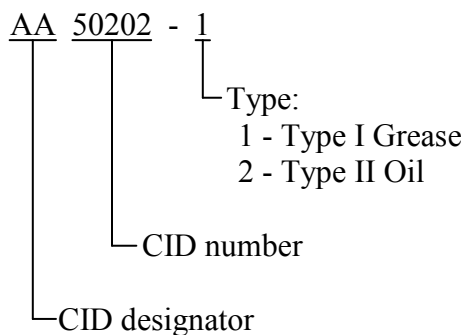 AA 50202 - 1
Type:
1 - Type I Grease
2 - Type II Oil
CID number
CID designator